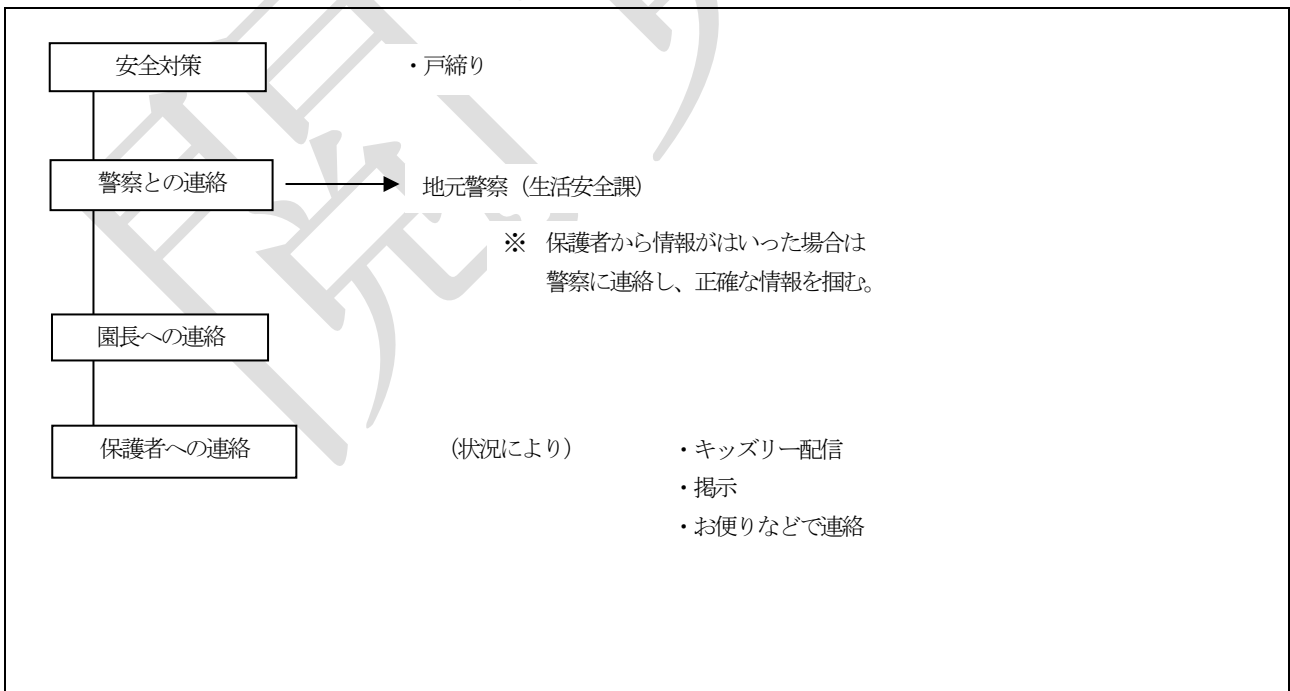 安全対策
・戸締り
警察との連絡
地元警察（生活安全課）
※ 保護者から情報がはいった場合は
警察に連絡し、正確な情報を掴む。
園長への連絡
保護者への連絡
（状況により）
・キッズリー配信
・掲示
・お便りなどで連絡